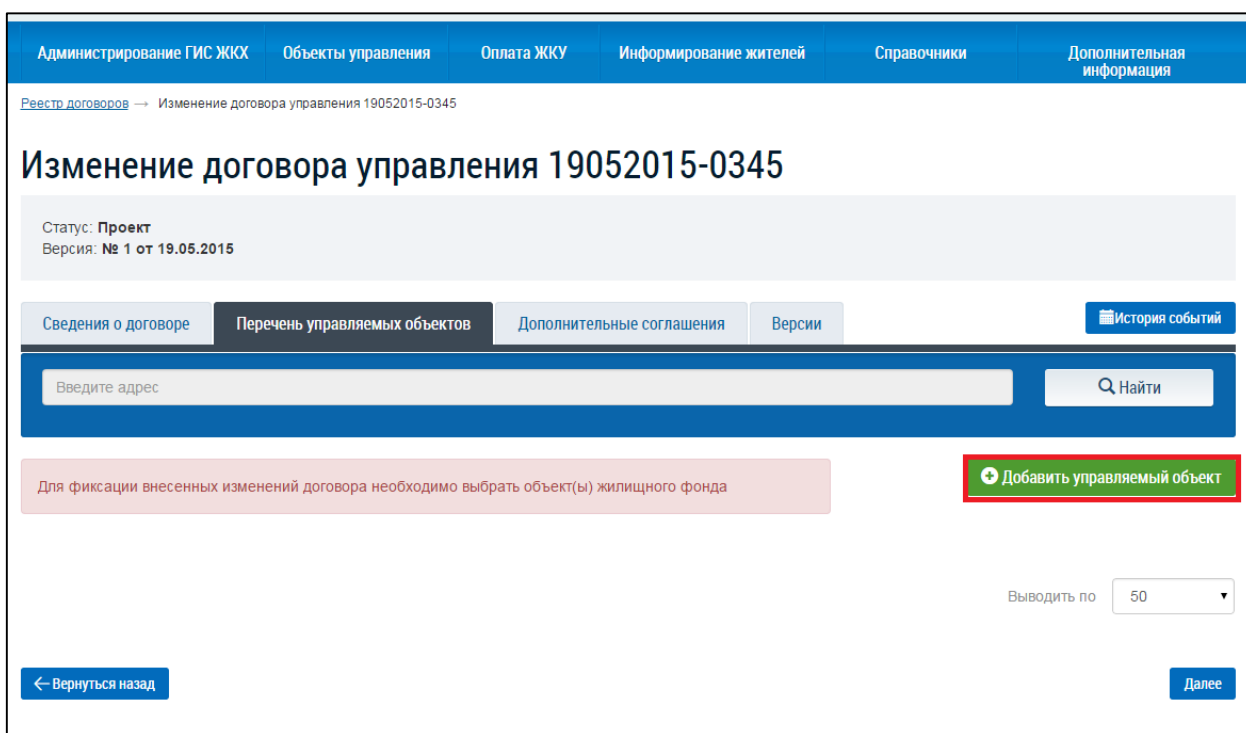 Администрирование ГИС ЖКХ Объекты управления Оплата ЖКУ Информирование жителей Справочники Дополнительная информация
Реестр договоров → Изменение договора управления 19052015-0345
Изменение договора управления 19052015-0345
Статус: Проект
Версия: № 1 от 19.05.2015
Сведения о договоре Перечень управляемых объектов Дополнительные соглашения Версии История событий
Введите адрес Найти
Для фиксации внесенных изменений договора необходимо выбрать объект(ы) жилищного фонда Добавить управляемый объект
Выводить по 50
Вернуться назад Далее